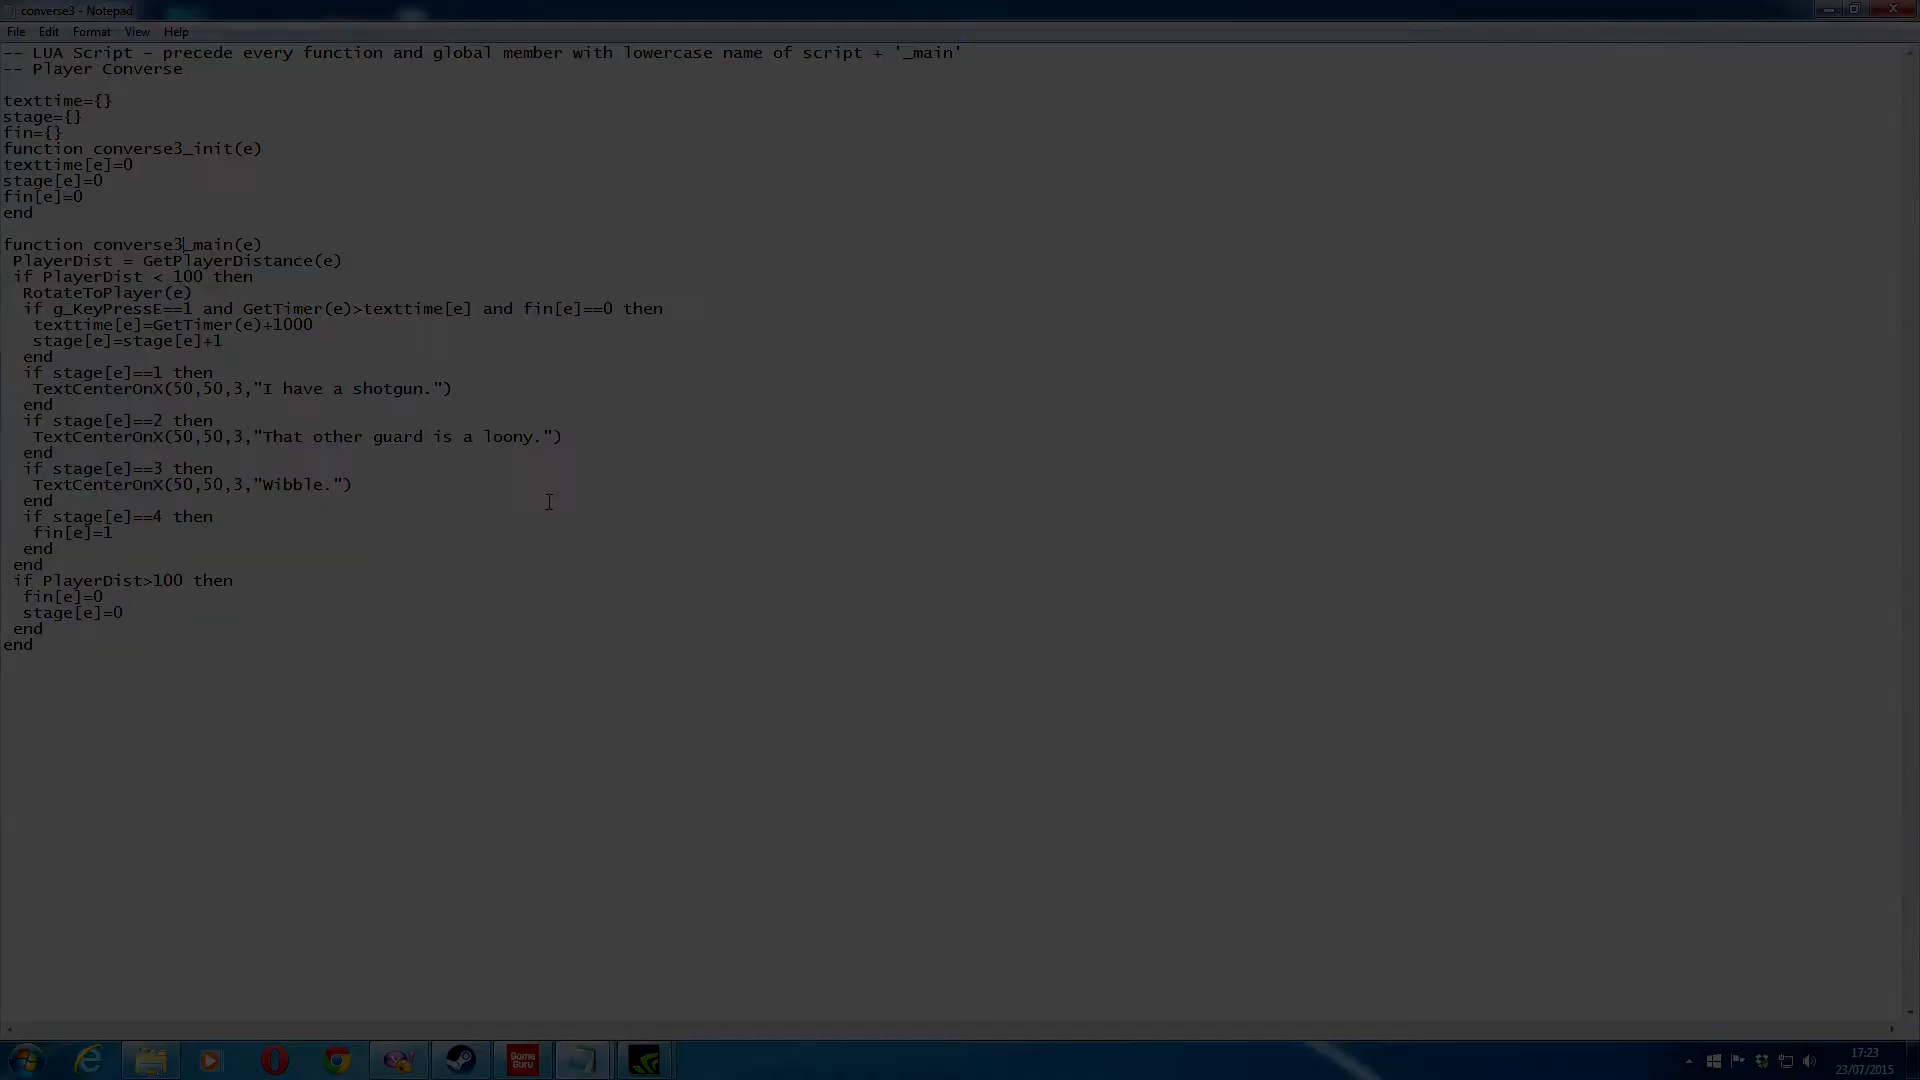 converse3 - Notepad
File Edit Format View Help
-- LUA Script - precede every function and global member with lowercase name of script + '_main'
-- Player Converse
texttime={}
stage={}
fin={}
function converse3_init(e)
texttime[e]=0
stage[e]=0
fin[e]=0
end
function converse3_main(e)
PlayerDist = GetPlayerDistance(e)
if PlayerDist < 100 then
RotateToPlayer(e)
if g_KeyPressE==1 and GetTimer(e)>texttime[e] and fin[e]==0 then
texttime[e]=GetTimer(e)+1000
stage[e]=stage[e]+1
end
if stage[e]==1 then
TextCenterOnX(50,50,3,"I have a shotgun.")
end
if stage[e]==2 then
TextCenterOnX(50,50,3,"That other guard is a loony.")
end
if stage[e]==3 then
TextCenterOnX(50,50,3,"Wibble.")
end
if stage[e]==4 then
fin[e]=1
end
end
if PlayerDist>100 then
fin[e]=0
stage[e]=0
end
end
Game
Guru
17:23
23/07/2015